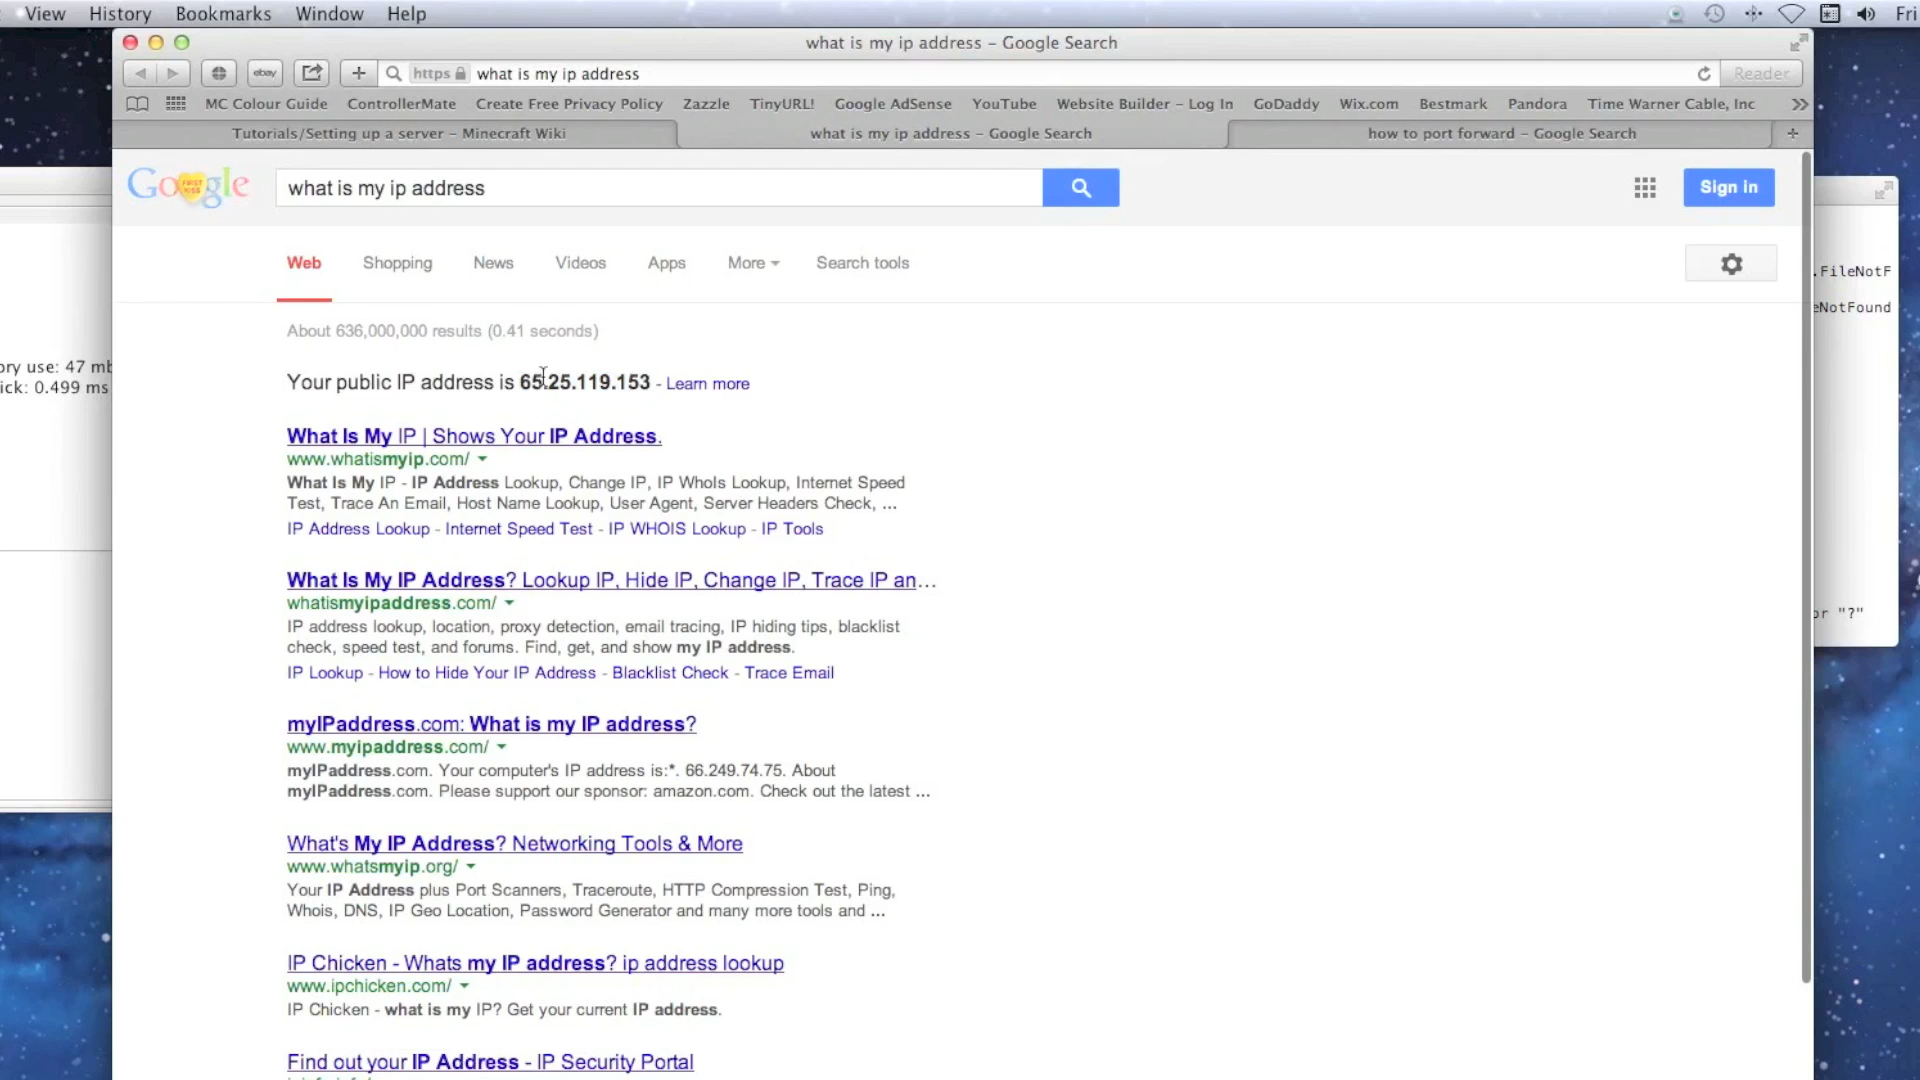 View History Bookmarks Window Help Fri
what is my ip address – Google Search
ebay https what is my ip address Reader
MC Colour Guide ControllerMate Create Free Privacy Policy Zazzle TinyURL! Google AdSense YouTube Website Builder – Log In GoDaddy Wix.com Bestmark Pandora Time Warner Cable, Inc
Tutorials/Setting up a server – Minecraft Wiki what is my ip address – Google Search how to port forward – Google Search
Google FIRST KISS what is my ip address Sign in
Web Shopping News Videos Apps More Search tools
.FileNotF
About 636,000,000 results (0.41 seconds)
eNotFound
ory use: 47 mb
ick: 0.499 ms
Your public IP address is 65.25.119.153 - Learn more
What Is My IP | Shows Your IP Address.
www.whatismyip.com/
What Is My IP - IP Address Lookup, Change IP, IP WhoIs Lookup, Internet Speed
Test, Trace An Email, Host Name Lookup, User Agent, Server Headers Check, ...
IP Address Lookup - Internet Speed Test - IP WHOIS Lookup - IP Tools
What Is My IP Address? Lookup IP, Hide IP, Change IP, Trace IP an...
whatismyipaddress.com/
or "?"
IP address lookup, location, proxy detection, email tracing, IP hiding tips, blacklist
check, speed test, and forums. Find, get, and show my IP address.
IP Lookup - How to Hide Your IP Address - Blacklist Check - Trace Email
myIPaddress.com: What is my IP address?
www.myipaddress.com/
myIPaddress.com. Your computer's IP address is:*. 66.249.74.75. About
myIPaddress.com. Please support our sponsor: amazon.com. Check out the latest ...
What's My IP Address? Networking Tools & More
www.whatsmyip.org/
Your IP Address plus Port Scanners, Traceroute, HTTP Compression Test, Ping,
Whois, DNS, IP Geo Location, Password Generator and many more tools and ...
IP Chicken - Whats my IP address? ip address lookup
www.ipchicken.com/
IP Chicken - what is my IP? Get your current IP address.
Find out your IP Address - IP Security Portal